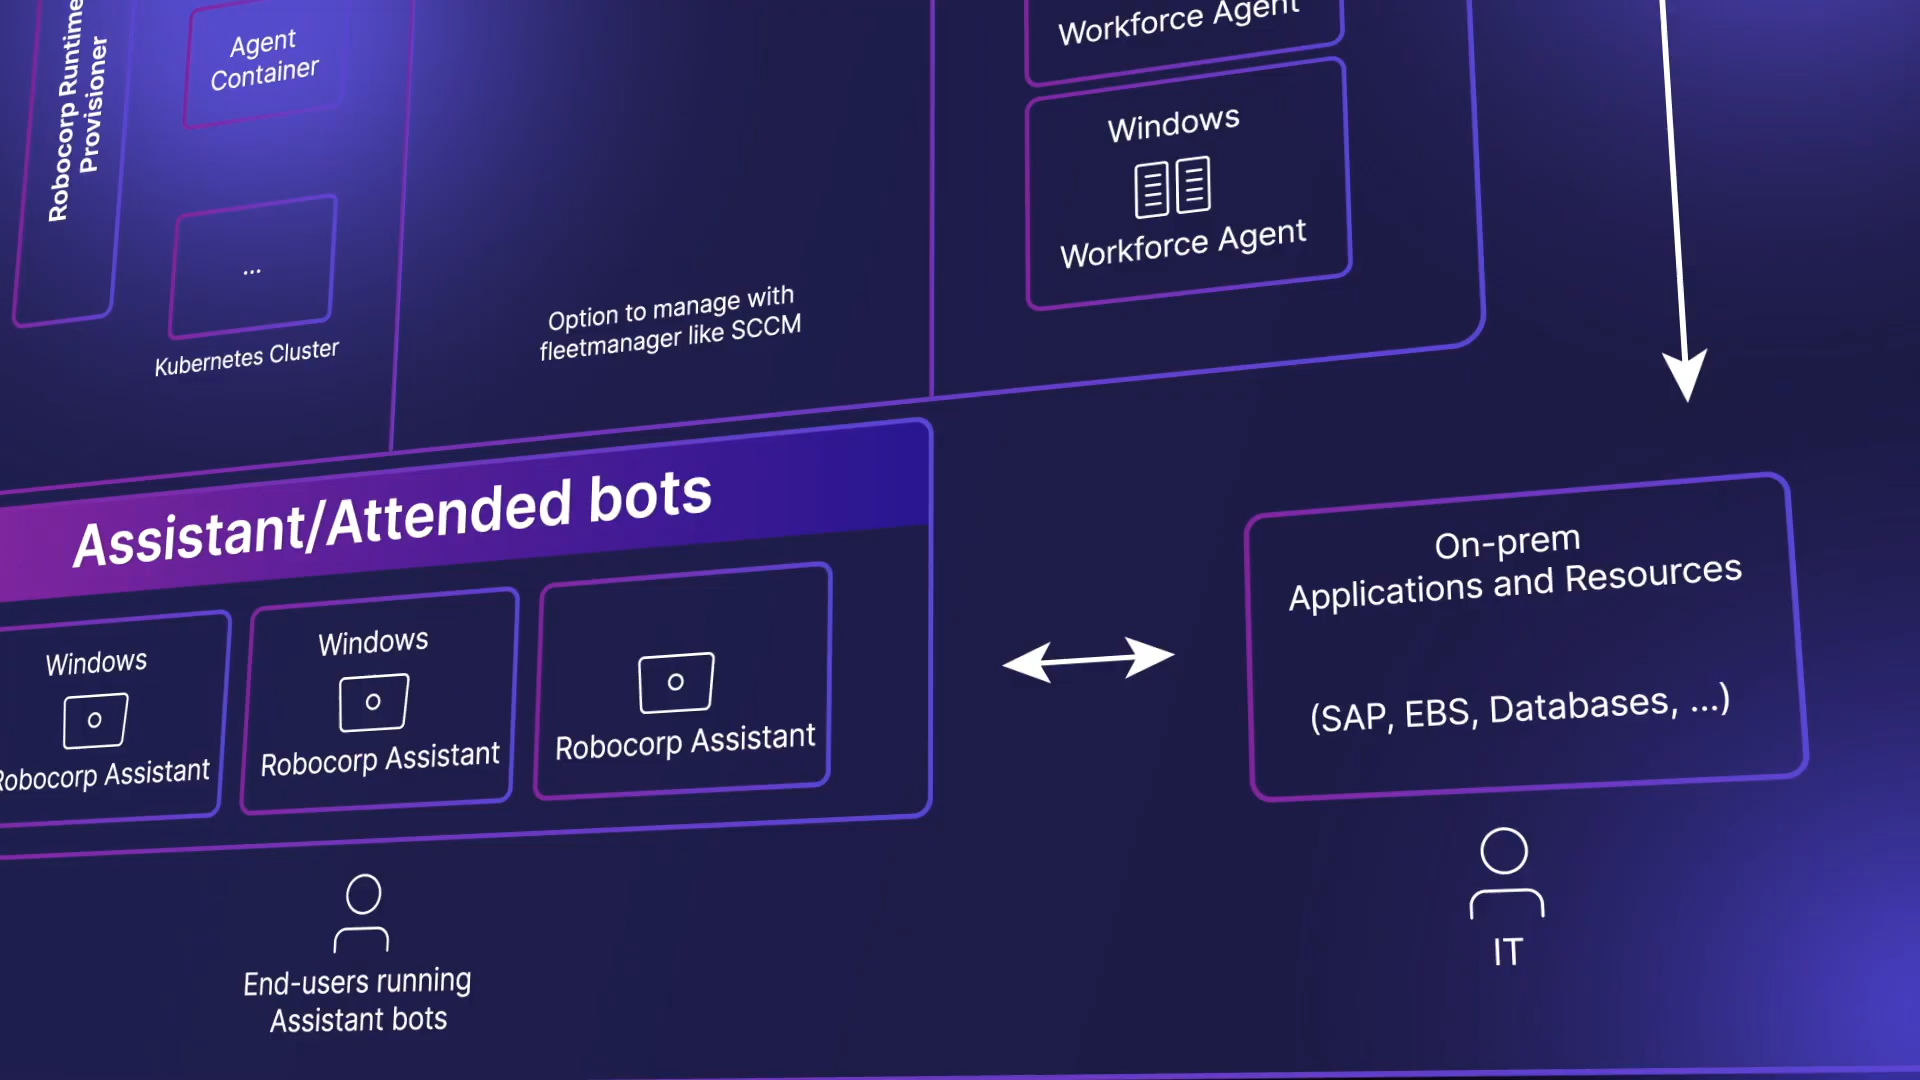 Robocorp Runtime
Provisioner
Agent
Container
...
Kubernetes Cluster
Option to manage with
fleetmanager like SCCM
Workforce Agent
Windows
Workforce Agent
Assistant/Attended bots
Windows
Robocorp Assistant
Windows
Robocorp Assistant
Robocorp Assistant
On-prem
Applications and Resources
(SAP, EBS, Databases, ...)
End-users running
Assistant bots
IT